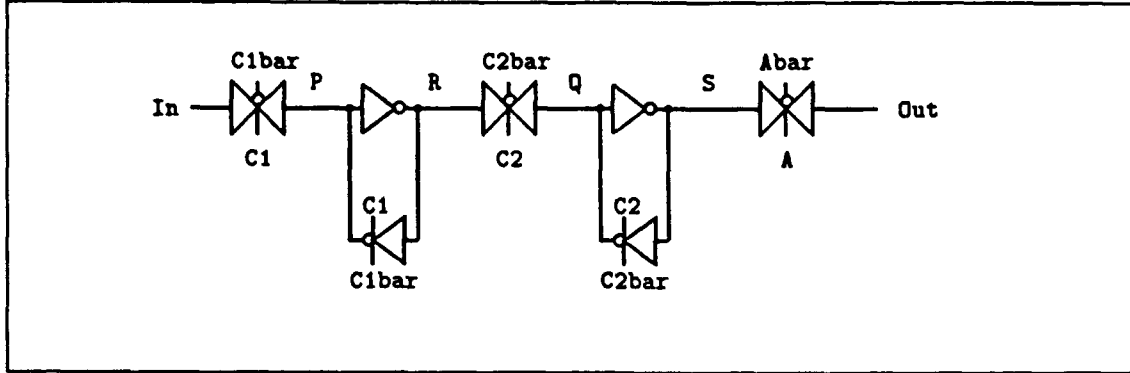 C1bar C2bar Abar
P R Q S
In Out
C1 C2 A
C1 C2
C1bar C2bar